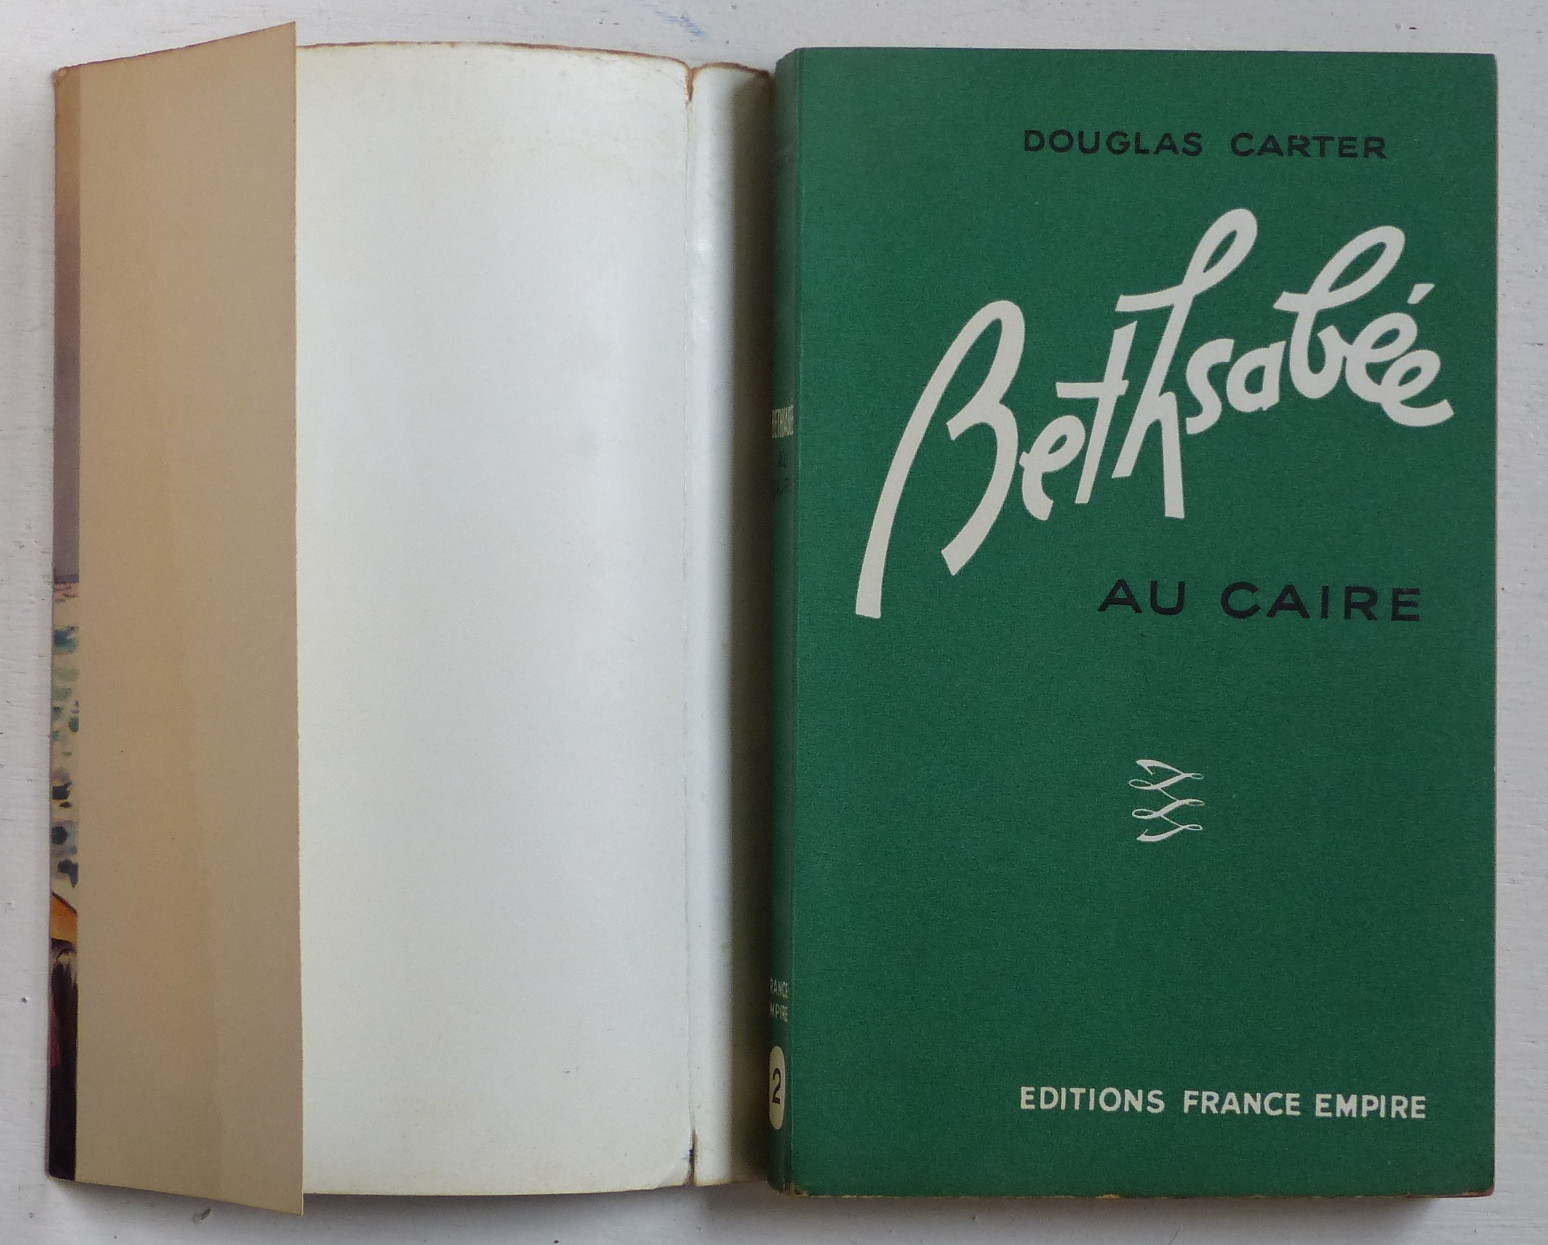 DOUGLAS CARTER
Bethsabée
AU CAIRE
EDITIONS FRANCE EMPIRE
2